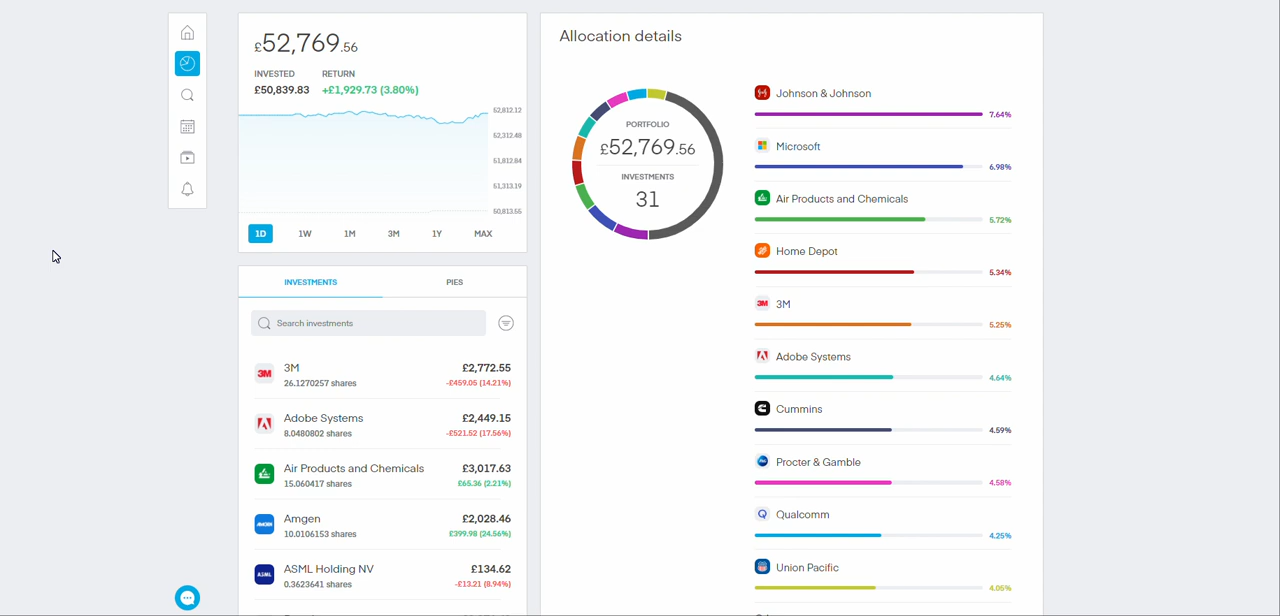 £52,769.56
INVESTED RETURN
£50,839.83 +£1,929.73 (3.80%)
52,812.12
52,312.48
51,812.84
51,313.19
50,813.55
1D 1W 1M 3M 1Y MAX
INVESTMENTS PIES
Search investments
3M £2,772.55
26.1270257 shares -£459.05 (14.21%)
Adobe Systems £2,449.15
8.0480802 shares -£521.52 (17.56%)
Air Products and Chemicals £3,017.63
15.060417 shares £65.36 (2.21%)
Amgen £2,028.46
10.0106153 shares £399.98 (24.56%)
ASML Holding NV £134.62
0.3623641 shares -£13.21 (8.94%)
Allocation details
PORTFOLIO
£52,769.56
INVESTMENTS
31
Johnson & Johnson
7.64%
Microsoft
6.98%
Air Products and Chemicals
5.72%
Home Depot
5.34%
3M
3M
5.25%
Adobe Systems
4.64%
Cummins
4.59%
Procter & Gamble
4.58%
Qualcomm
4.25%
Union Pacific
4.05%